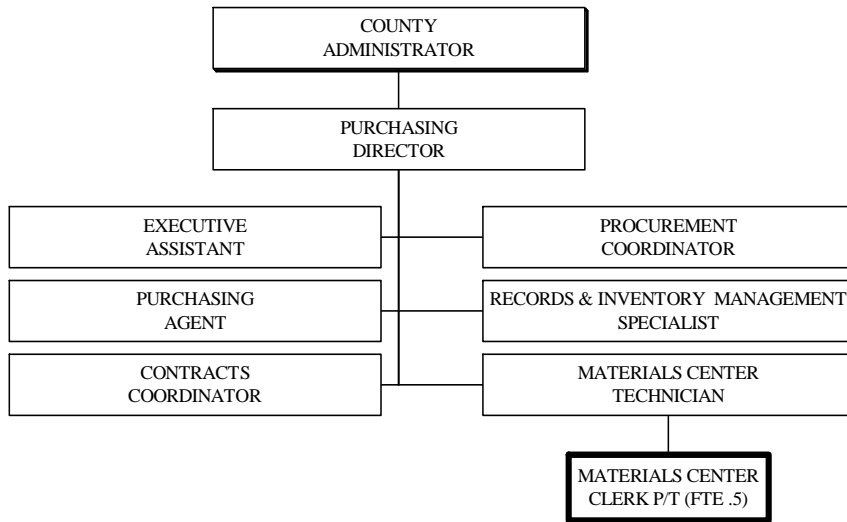 COUNTY
ADMINISTRATOR
PURCHASING
DIRECTOR
EXECUTIVE
ASSISTANT
PROCUREMENT
COORDINATOR
PURCHASING
AGENT
RECORDS & INVENTORY MANAGEMENT
SPECIALIST
CONTRACTS
COORDINATOR
MATERIALS CENTER
TECHNICIAN
MATERIALS CENTER
CLERK P/T (FTE .5)